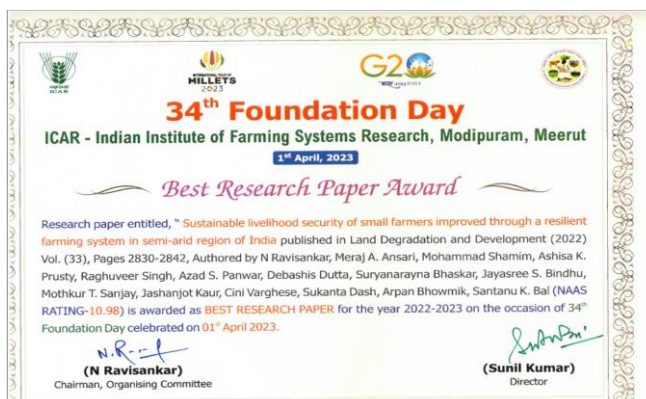 ICAR
INTERNATIONAL YEAR OF
MILLETS
2023
G20
34th Foundation Day
ICAR - Indian Institute of Farming Systems Research, Modipuram, Meerut
1st April, 2023
Best Research Paper Award
Research paper entitled, " Sustainable livelihood security of small farmers improved through a resilient
farming system in semi-arid region of India published in Land Degradation and Development (2022)
Vol. (33), Pages 2830-2842, Authored by N Ravisankar, Meraj A. Ansari, Mohammad Shamim, Ashisa K.
Prusty, Raghuveer Singh, Azad S. Panwar, Debashis Dutta, Suryanarayna Bhaskar, Jayasree S. Bindhu,
Mothkur T. Sanjay, Jashanjot Kaur, Cini Varghese, Sukanta Dash, Arpan Bhowmik, Santanu K. Bal (NAAS
RATING-10.98) is awarded as BEST RESEARCH PAPER for the year 2022-2023 on the occasion of 34th
Foundation Day celebrated on 01st April 2023.
(N Ravisankar)
Chairman, Organising Committee
(Sunil Kumar)
Director